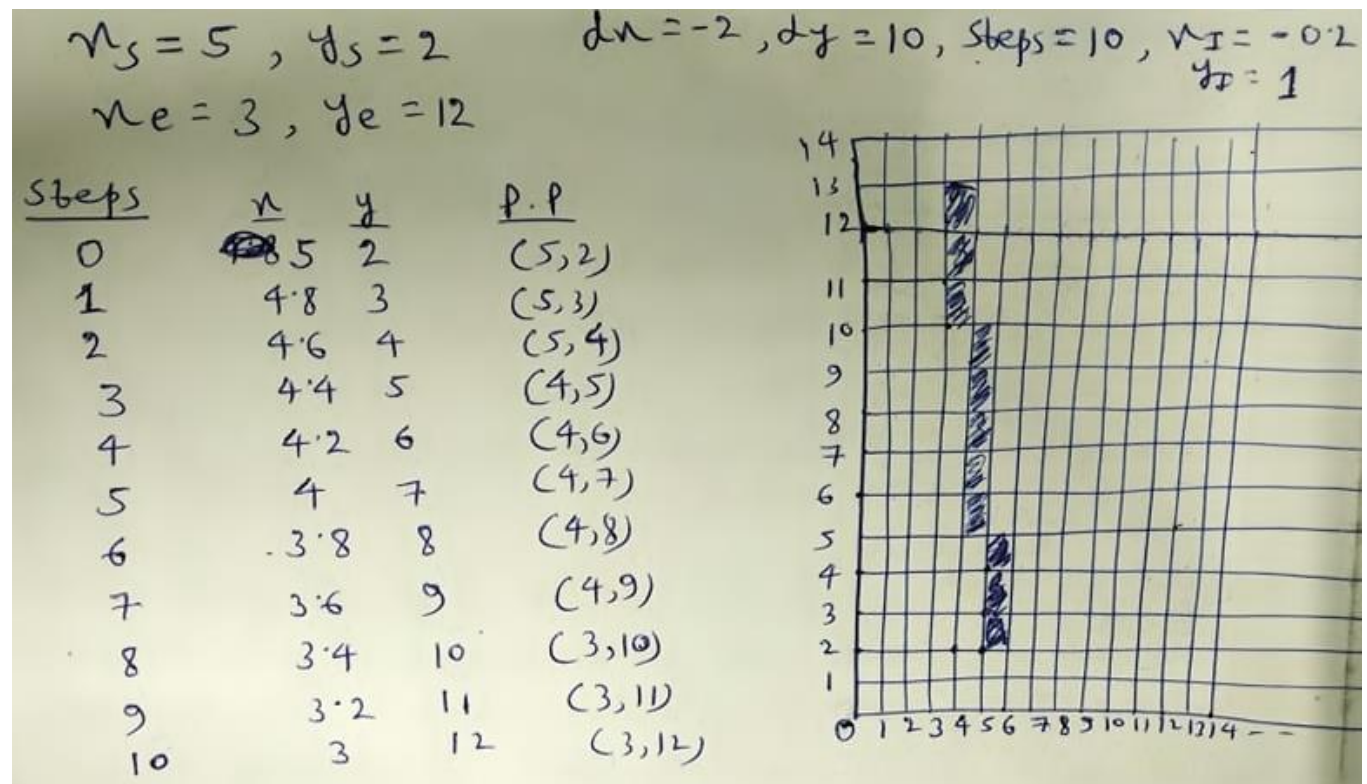 xs = 5 , ys = 2
dx = -2 , dy = 10 , Steps = 10 , xI = - 0.2
yI = 1
xe = 3 , ye = 12
Steps x y P.P
0 5 2 (5,2)
1 4.8 3 (5,3)
2 4.6 4 (5,4)
3 4.4 5 (4,5)
4 4.2 6 (4,6)
5 4 7 (4,7)
6 3.8 8 (4,8)
7 3.6 9 (4,9)
8 3.4 10 (3,10)
9 3.2 11 (3,11)
10 3 12 (3,12)
14
13
12
11
10
9
8
7
6
5
4
3
2
1
0 1 2 3 4 5 6 7 8 9 10 11 12 13 14 - -